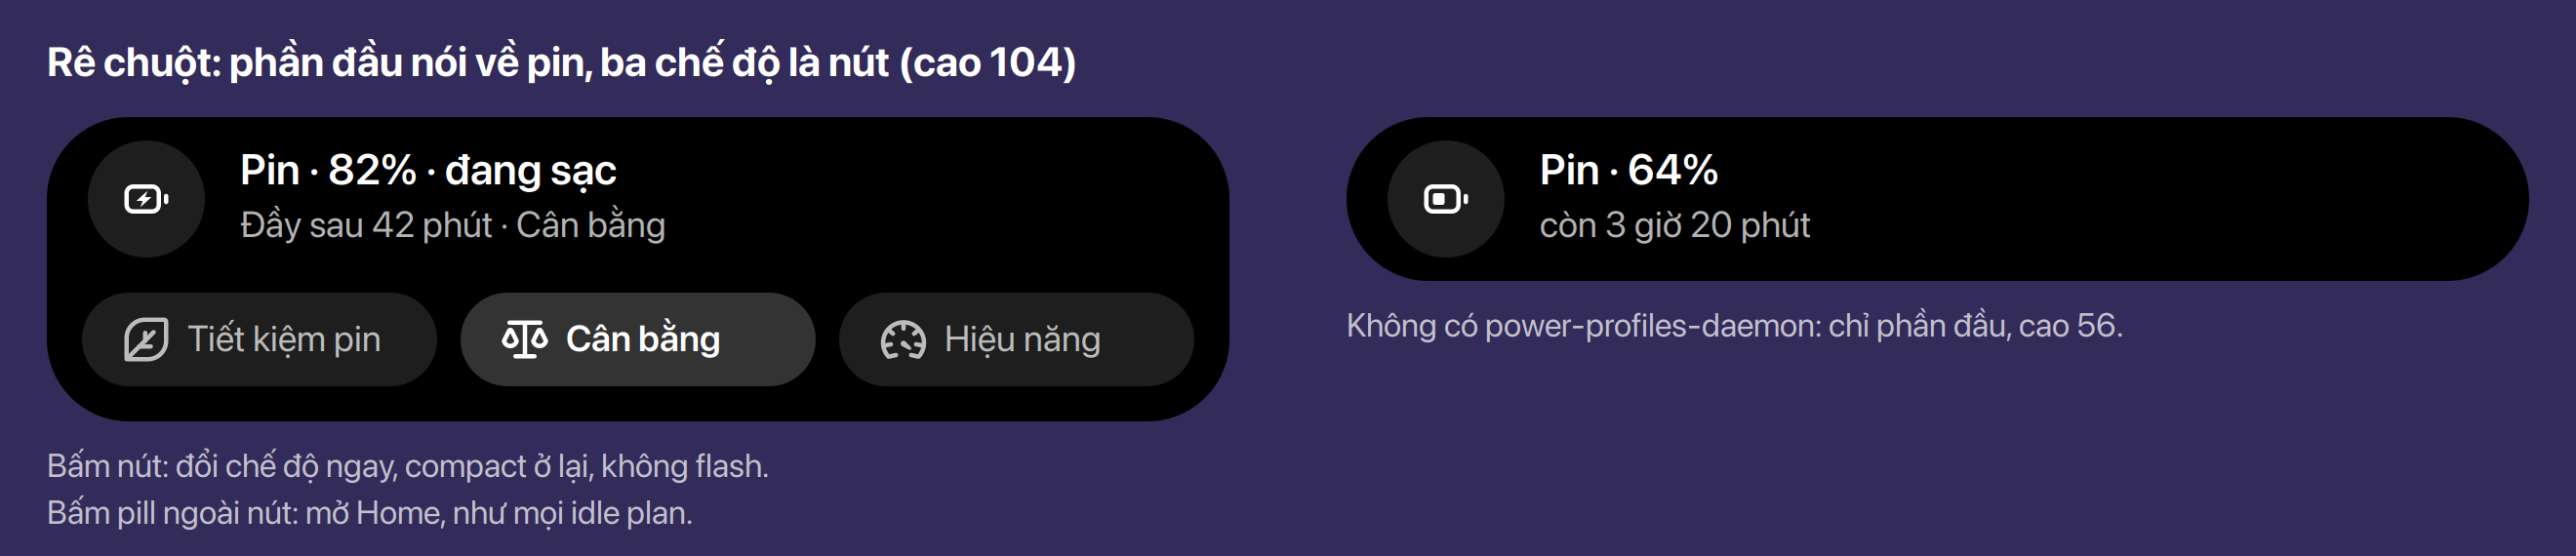 Rê chuột: phần đầu nói về pin, ba chế độ là nút (cao 104)
Pin · 82% · đang sạc
Đầy sau 42 phút · Cân bằng
Tiết kiệm pin
Cân bằng
Hiệu năng
Bấm nút: đổi chế độ ngay, compact ở lại, không flash.
Bấm pill ngoài nút: mở Home, như mọi idle plan.
Pin · 64%
còn 3 giờ 20 phút
Không có power-profiles-daemon: chỉ phần đầu, cao 56.